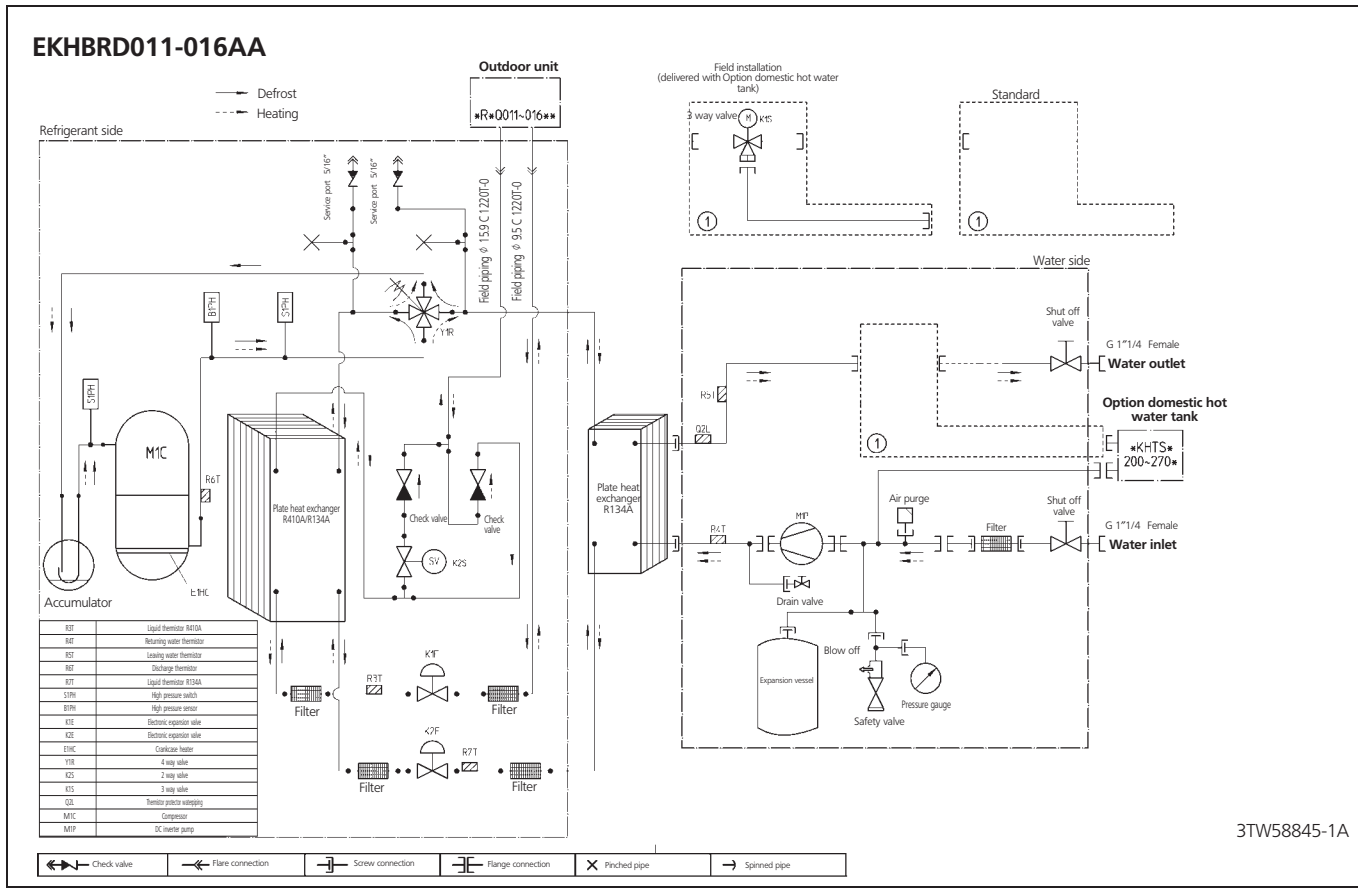 EKHBRD011-016AA
Defrost
Heating
Outdoor unit
*R*Q011~016**
Field installation
(delivered with Option domestic hot water
tank)
3 way valve
M
K1S
1
Standard
1
Refrigerant side
Service port 5/16"
Service port 5/16"
Field piping ϕ 15.9 C 1220T-0
Field piping ϕ 9.5 C 1220T-0
B1PH
S1PH
Y1R
S1PH
M1C
R6T
Plate heat exchanger
R410A/R134A
Check valve
Check
valve
SV
K2S
Accumulator
E1HC
Plate heat
exchanger
R134A
Water side
Shut off
valve
G 1"1/4 Female
Water outlet
R5T
Q2L
1
Option domestic hot
water tank
*KHTS*
200~270*
Air purge
M1P
R4T
Filter
Shut off
valve
G 1"1/4 Female
Water inlet
Drain valve
Blow off
Expansion vessel
Pressure gauge
Safety valve
R3T
K1E
Filter
Filter
K2E
R7T
Filter
Filter
R3T Liquid thermistor R410A
R4T Returning water thermistor
R5T Leaving water thermistor
R6T Discharge thermistor
R7T Liquid thermistor R134A
S1PH High pressure switch
B1PH High pressure sensor
K1E Electronic expansion valve
K2E Electronic expansion valve
E1HC Crankcase heater
Y1R 4 way valve
K2S 2 way valve
K1S 3 way valve
Q2L Thermistor protector waterpiping
M1C Compressor
M1P DC inverter pump
3TW58845-1A
Check valve
Flare connection
Screw connection
Flange connection
Pinched pipe
Spinned pipe